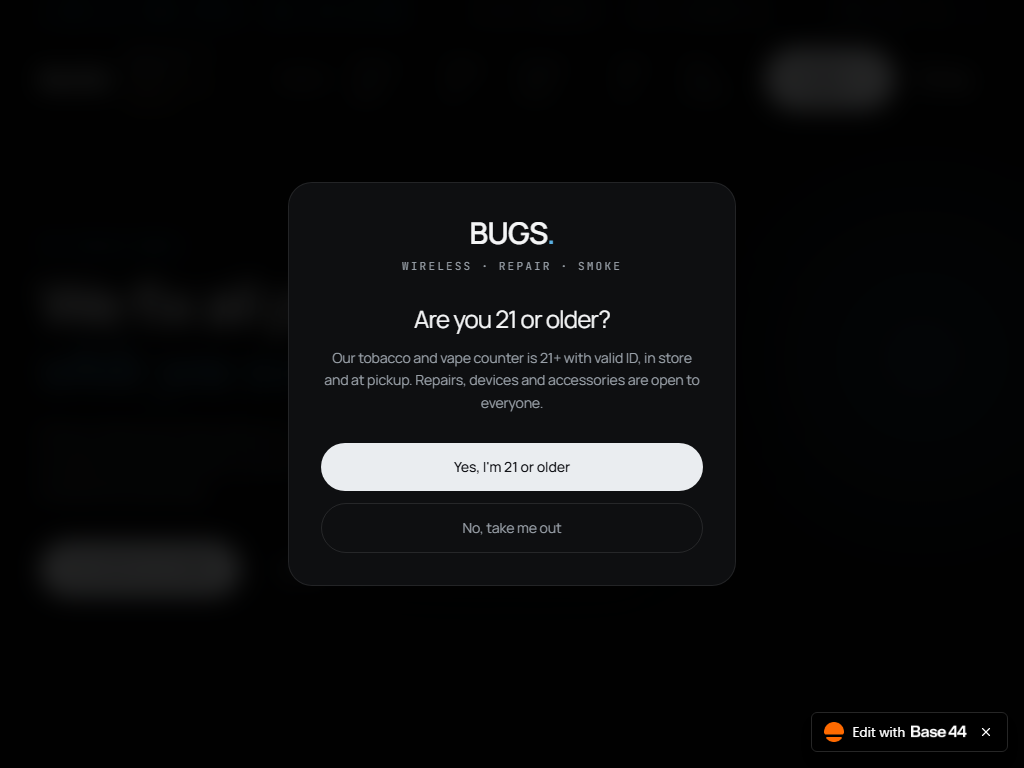 BUGS.
WIRELESS · REPAIR · SMOKE
Are you 21 or older?
Our tobacco and vape counter is 21+ with valid ID, in store
and at pickup. Repairs, devices and accessories are open to
everyone.
Yes, I'm 21 or older
No, take me out
Edit with Base44 ×